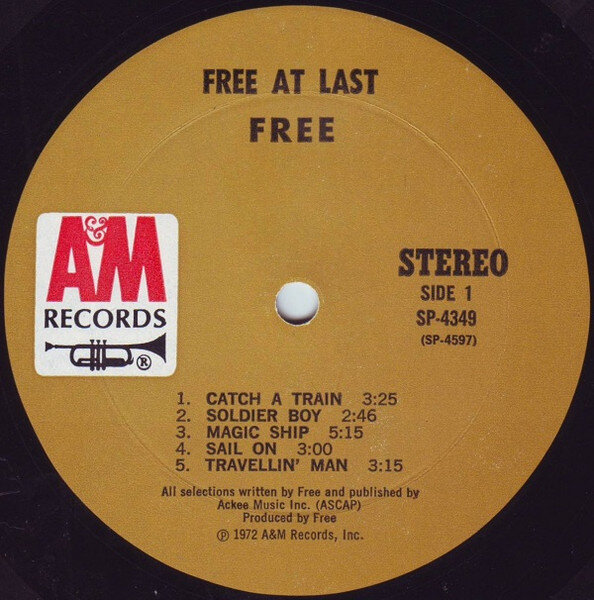 FREE AT LAST
FREE
A&M
RECORDS
®
STEREO
SIDE 1
SP-4349
(SP-4597)
1. CATCH A TRAIN 3:25
2. SOLDIER BOY 2:46
3. MAGIC SHIP 5:15
4. SAIL ON 3:00
5. TRAVELLIN' MAN 3:15
All selections written by Free and published by
Ackee Music Inc. (ASCAP)
Produced by Free
℗ 1972 A&M Records, Inc.